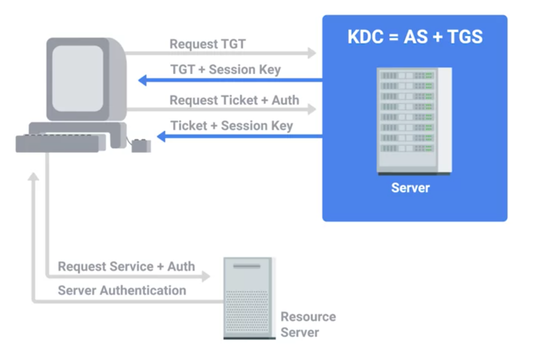 Request TGT
KDC = AS + TGS
TGT + Session Key
Request Ticket + Auth
Ticket + Session Key
Server
Request Service + Auth
Server Authentication
Resource
Server